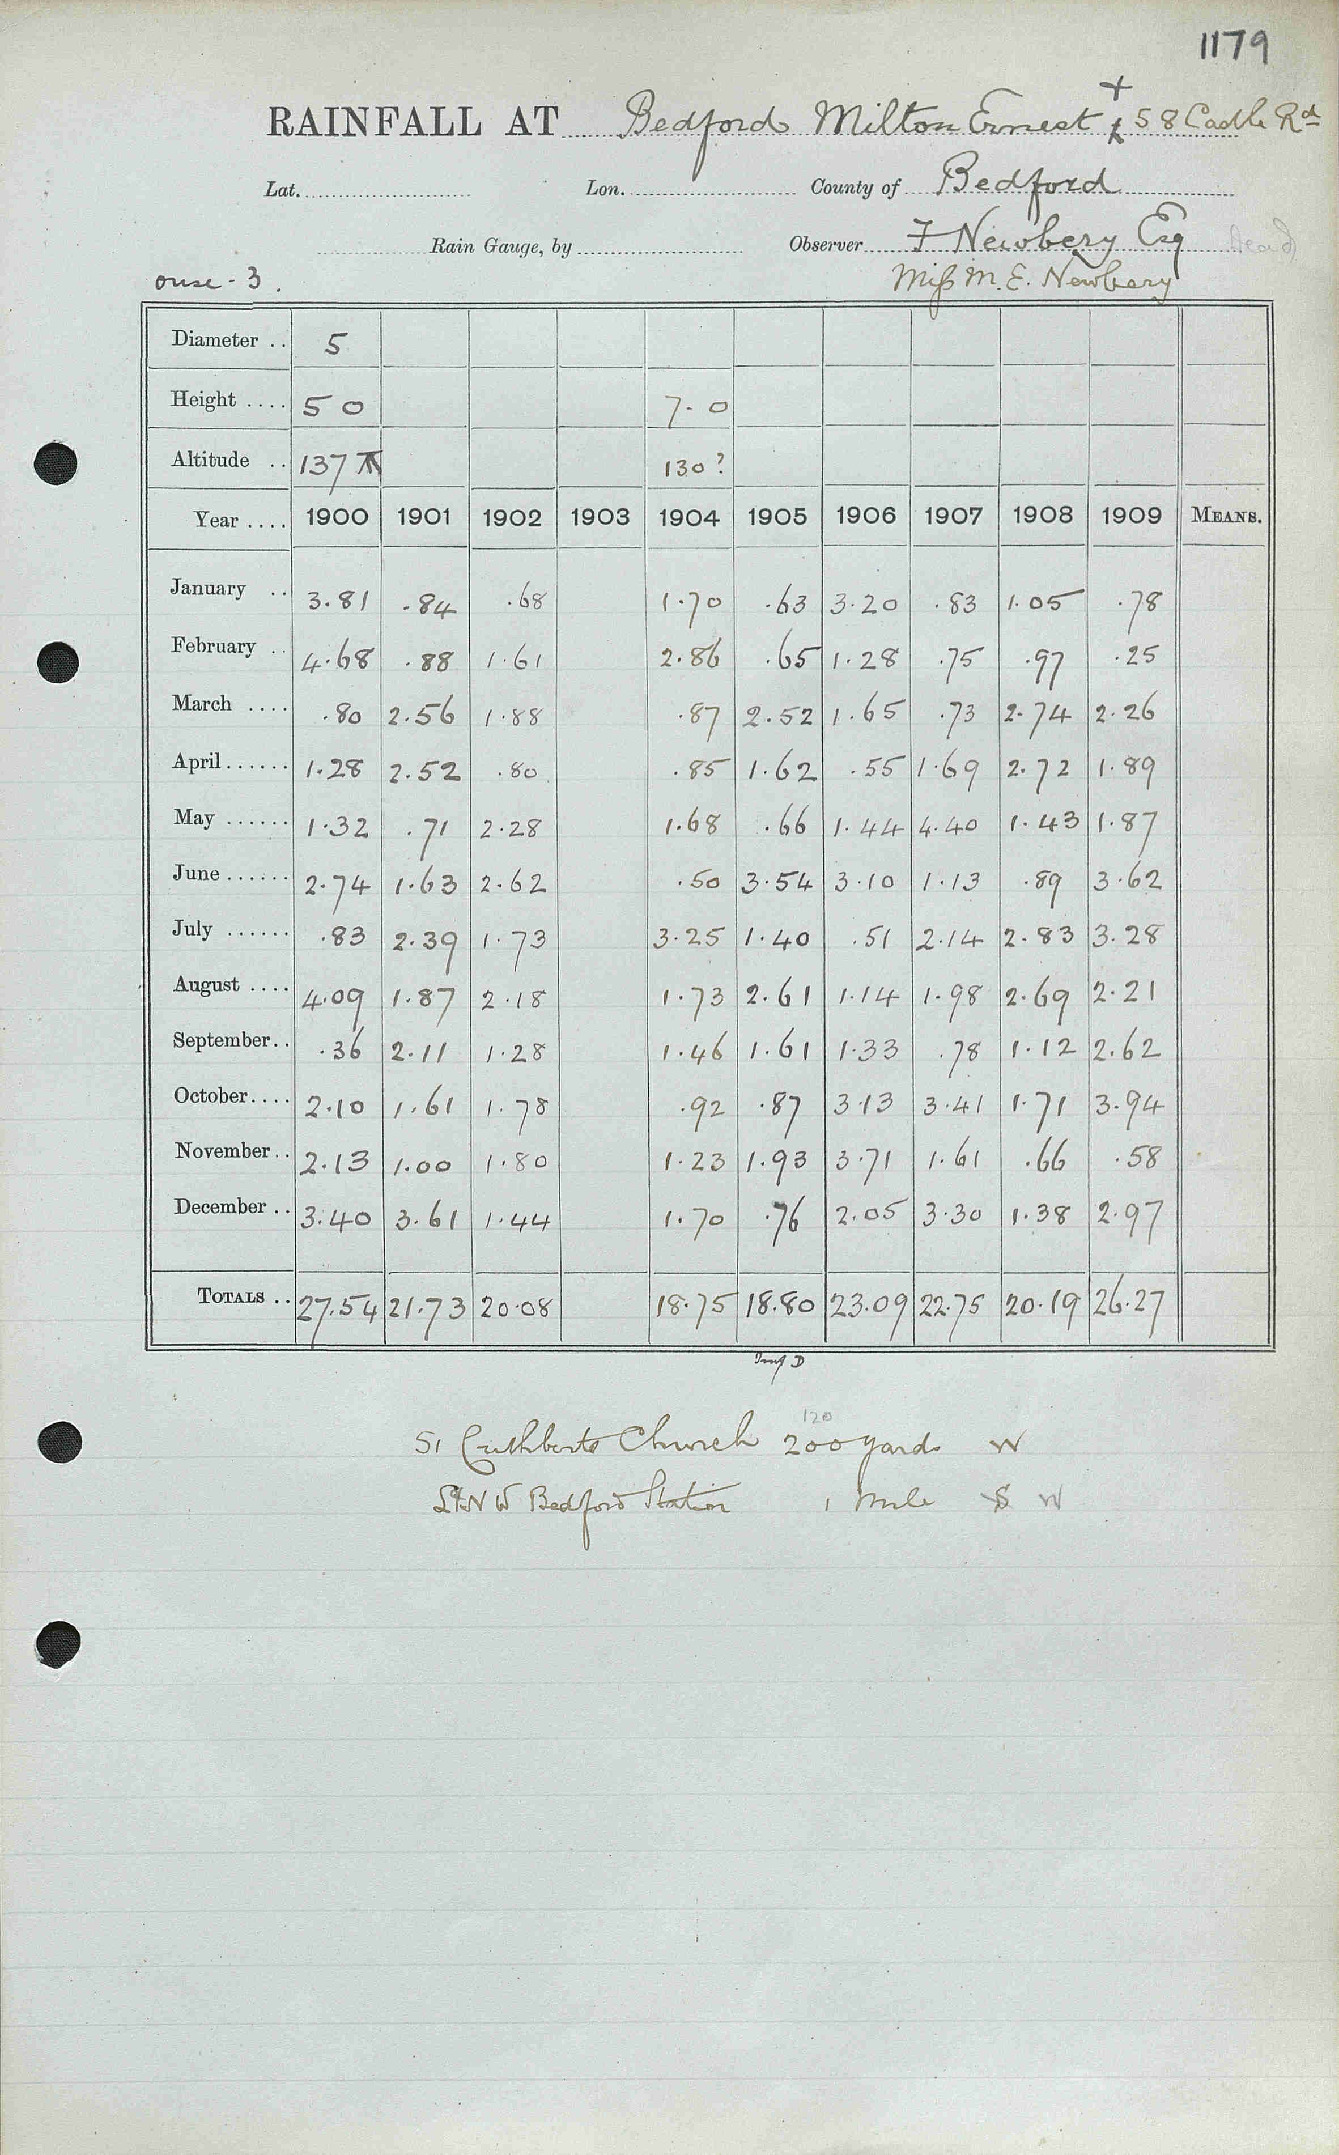 1179
RAINFALL AT Bedford Milton Ernest + 58 Castle Rd
Lat. Lon. County of Bedford
Rain Gauge, by Observer F Newbery Esq Dead
ouse - 3. Miss M. E. Newbery
Diameter .. 5
Height .... 5 0 7 - 0
Altitude .. 137 130?
Year .... 1900 1901 1902 1903 1904 1905 1906 1907 1908 1909 MEANS.
January .. 3.81 .84 .68 1.70 .63 3.20 .83 1.05 .78
February .. 4.68 .88 1.61 2.86 .65 1.28 .75 .97 .25
March .... .80 2.56 1.88 .87 2.52 1.65 .73 2.74 2.26
April ...... 1.28 2.52 .80 .85 1.62 .55 1.69 2.72 1.89
May ...... 1.32 .71 2.28 1.68 .66 1.44 4.40 1.43 1.87
June ...... 2.74 1.63 2.62 .50 3.54 3.10 1.13 .89 3.62
July ...... .83 2.39 1.73 3.25 1.40 .51 2.14 2.83 3.28
August .... 4.09 1.87 2.18 1.73 2.61 1.14 1.98 2.69 2.21
September.. .36 2.11 1.28 1.46 1.61 1.33 .78 1.12 2.62
October.... 2.10 1.61 1.78 .92 .87 3.13 3.41 1.71 3.94
November.. 2.13 1.00 1.80 1.23 1.93 3.71 1.61 .66 .58
December .. 3.40 3.61 1.44 1.70 .76 2.05 3.30 1.38 2.97
TOTALS .. 27.54 21.73 20.08 18.75 18.80 23.09 22.75 20.19 26.27
120
St Cuthberts Church 200 yards W
L&NW Bedford Station 1 mile S W